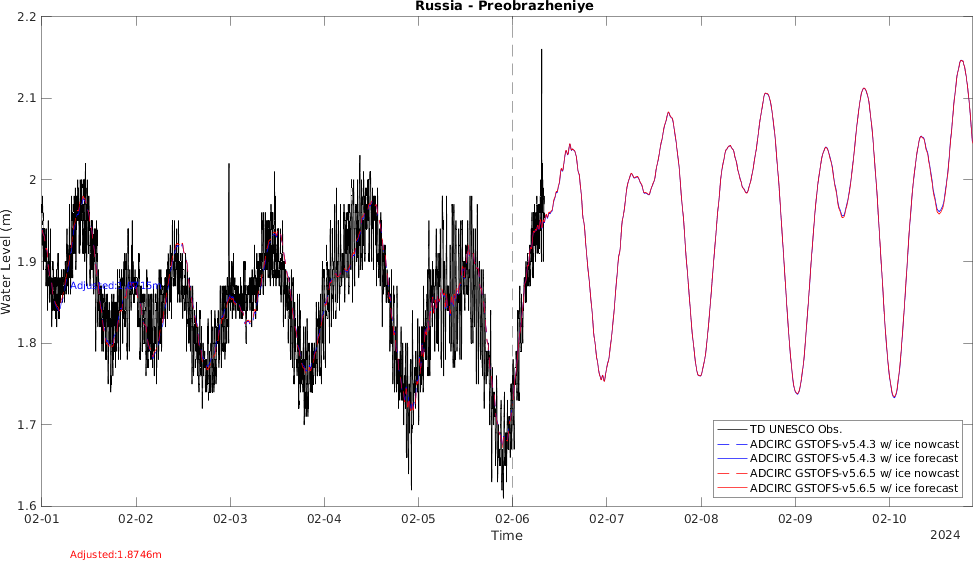 Russia - Preobrazheniye
Water Level (m)
2.2
2.1
2
1.9
1.8
1.7
1.6
02-01
02-02
02-03
02-04
02-05
02-06
02-07
02-08
02-09
02-10
Time
2024
TD UNESCO Obs.
ADCIRC GSTOFS-v5.4.3 w/ ice nowcast
ADCIRC GSTOFS-v5.4.3 w/ ice forecast
ADCIRC GSTOFS-v5.6.5 w/ ice nowcast
ADCIRC GSTOFS-v5.6.5 w/ ice forecast
Adjusted:1.8746m